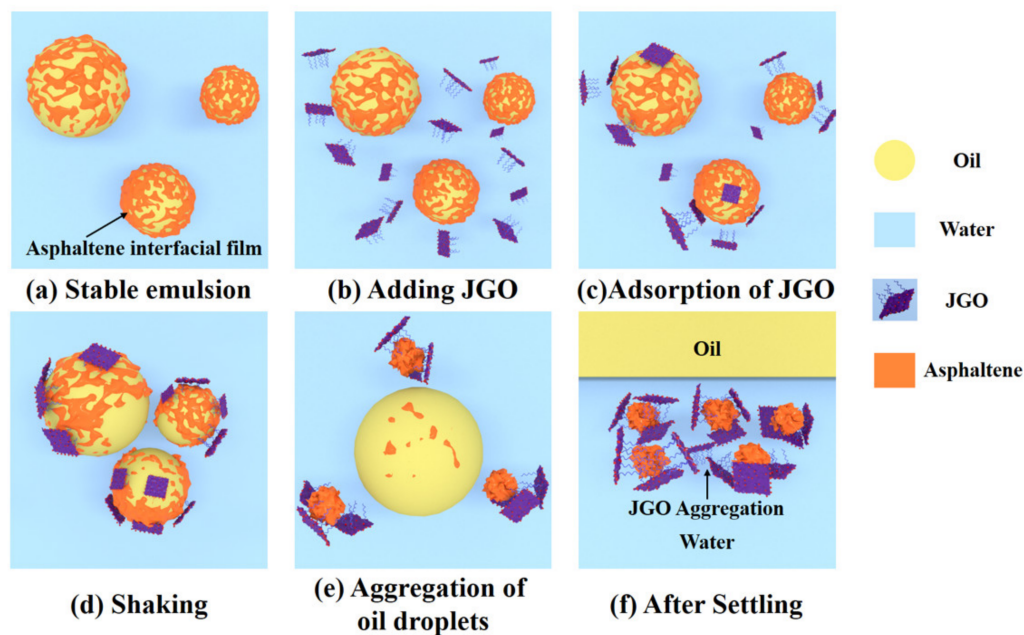 Asphaltene interfacial film
(a) Stable emulsion
(b) Adding JGO
(c)Adsorption of JGO
Oil
Water
JGO
Asphaltene
(d) Shaking
(e) Aggregation of
oil droplets
Oil
JGO Aggregation
Water
(f) After Settling